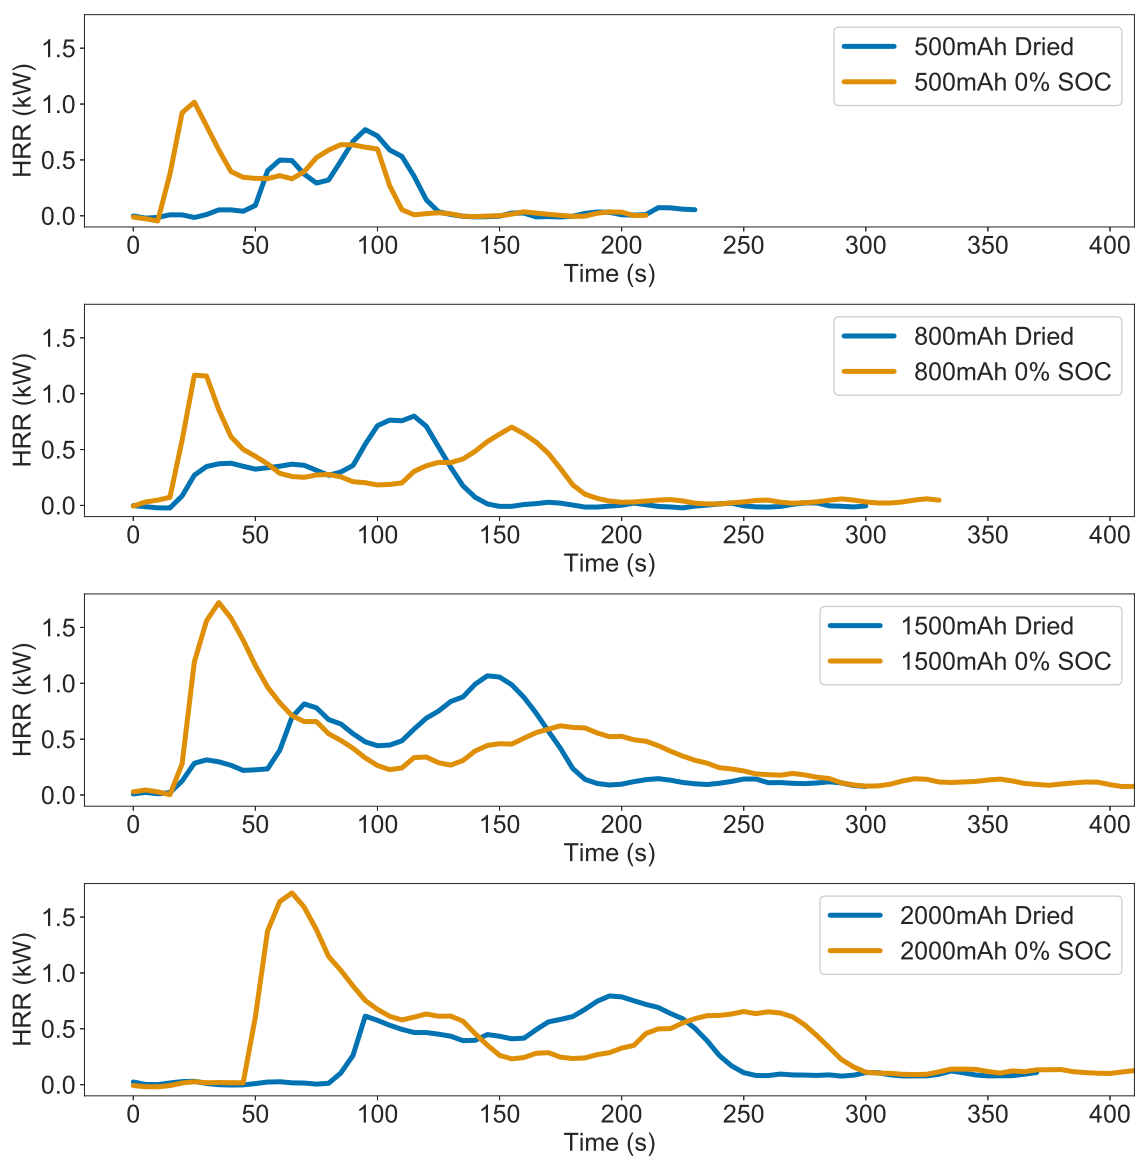 HRR (kW)
1.5
1.0
0.5
0.0
500mAh Dried
500mAh 0% SOC
0 50 100 150 200 250 300 350 400
Time (s)
HRR (kW)
1.5
1.0
0.5
0.0
800mAh Dried
800mAh 0% SOC
0 50 100 150 200 250 300 350 400
Time (s)
HRR (kW)
1.5
1.0
0.5
0.0
1500mAh Dried
1500mAh 0% SOC
0 50 100 150 200 250 300 350 400
Time (s)
HRR (kW)
1.5
1.0
0.5
0.0
2000mAh Dried
2000mAh 0% SOC
0 50 100 150 200 250 300 350 400
Time (s)